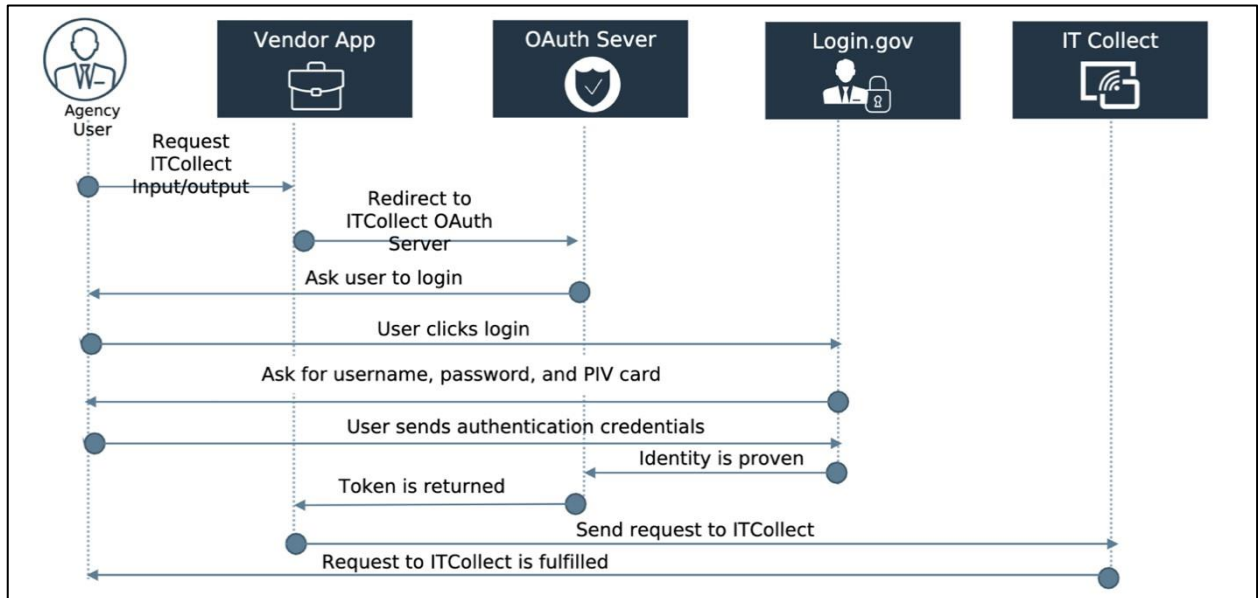 Vendor App
OAuth Sever
Login.gov
IT Collect
Agency
User
Request
ITCollect
Input/output
Redirect to
ITCollect OAuth
Server
Ask user to login
User clicks login
Ask for username, password, and PIV card
User sends authentication credentials
Identity is proven
Token is returned
Send request to ITCollect
Request to ITCollect is fulfilled